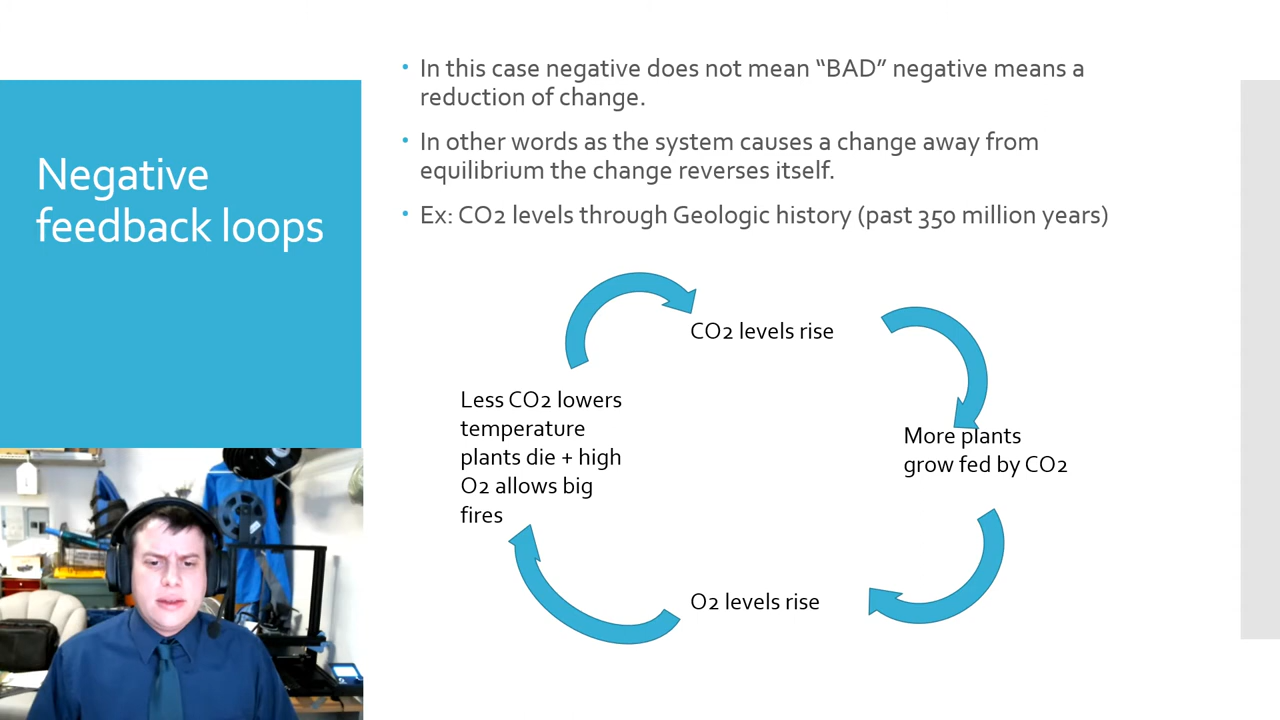 Negative
feedback loops
In this case negative does not mean “BAD” negative means a
reduction of change.
In other words as the system causes a change away from
equilibrium the change reverses itself.
Ex: CO2 levels through Geologic history (past 350 million years)
CO2 levels rise
More plants
grow fed by CO2
O2 levels rise
Less CO2 lowers
temperature
plants die + high
O2 allows big
fires